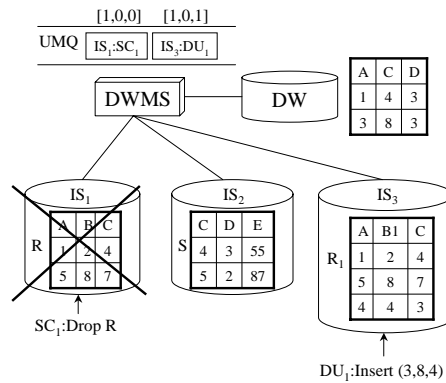 [1,0,0] [1,0,1]
UMQ IS1:SC1 IS3:DU1
DWMS
DW
A C D
1 4 3
3 8 3
IS1
R
A B C
1 2 4
5 8 7
SC1:Drop R
IS2
S
C D E
4 3 55
5 2 87
IS3
R1
A B1 C
1 2 4
5 8 7
4 4 3
DU1:Insert (3,8,4)